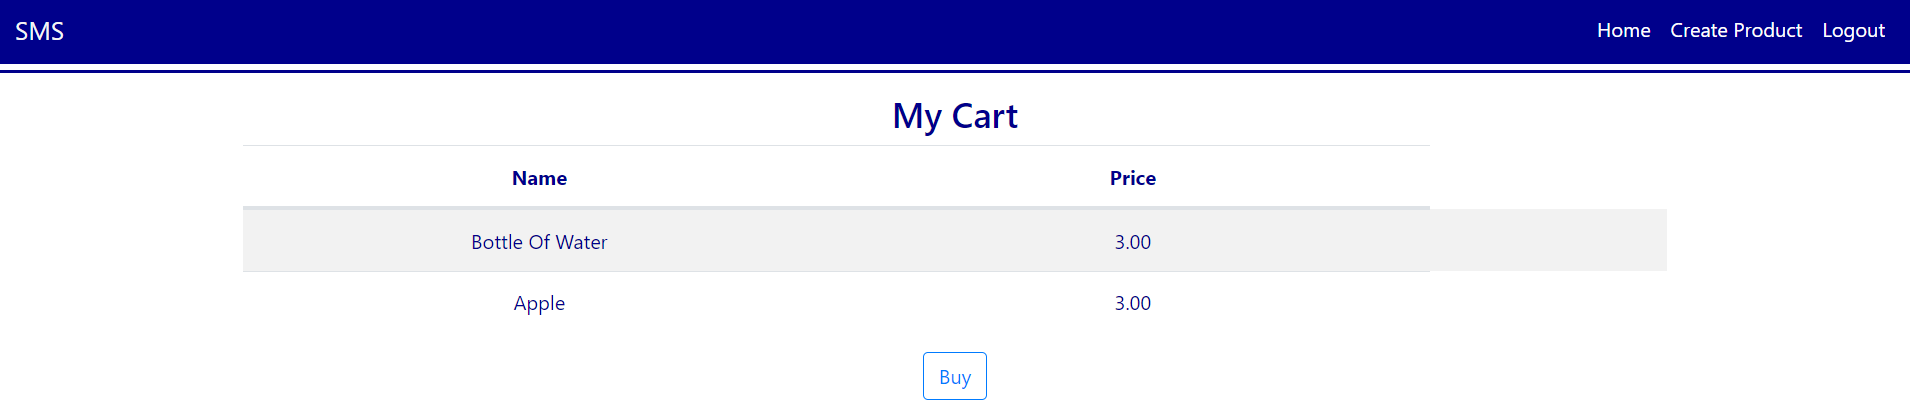 SMS Home Create Product Logout
My Cart
Name Price
Bottle Of Water 3.00
Apple 3.00
Buy